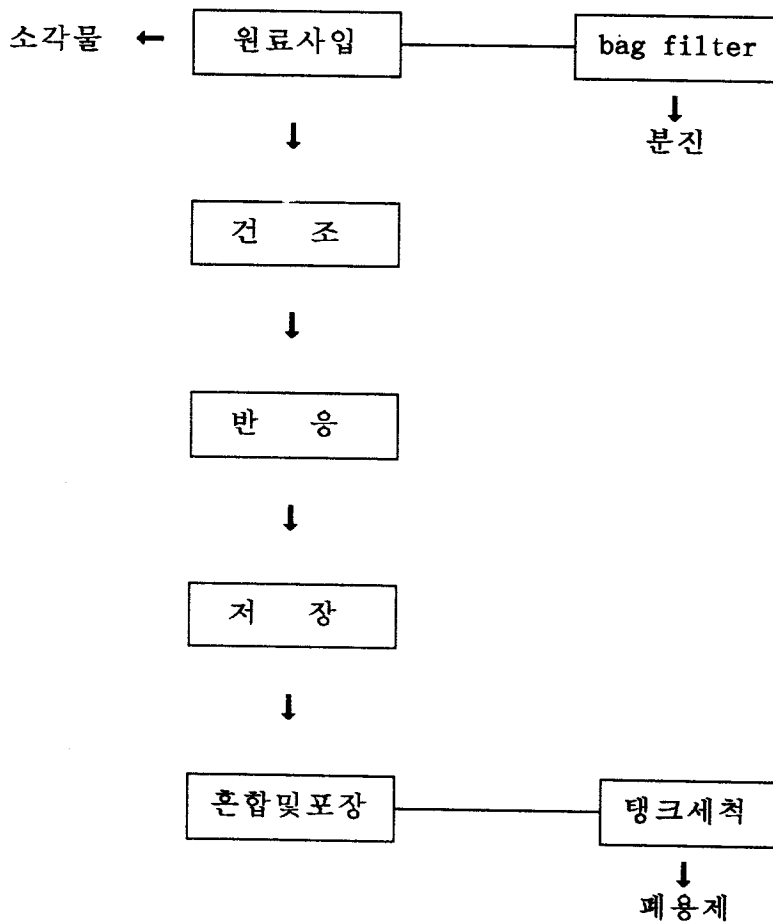 소각물 ← 원료사입 bag filter
↓ ↓
분진
건 조
↓
반 응
↓
저 장
↓
혼합및포장 탱크세척
↓
폐용제